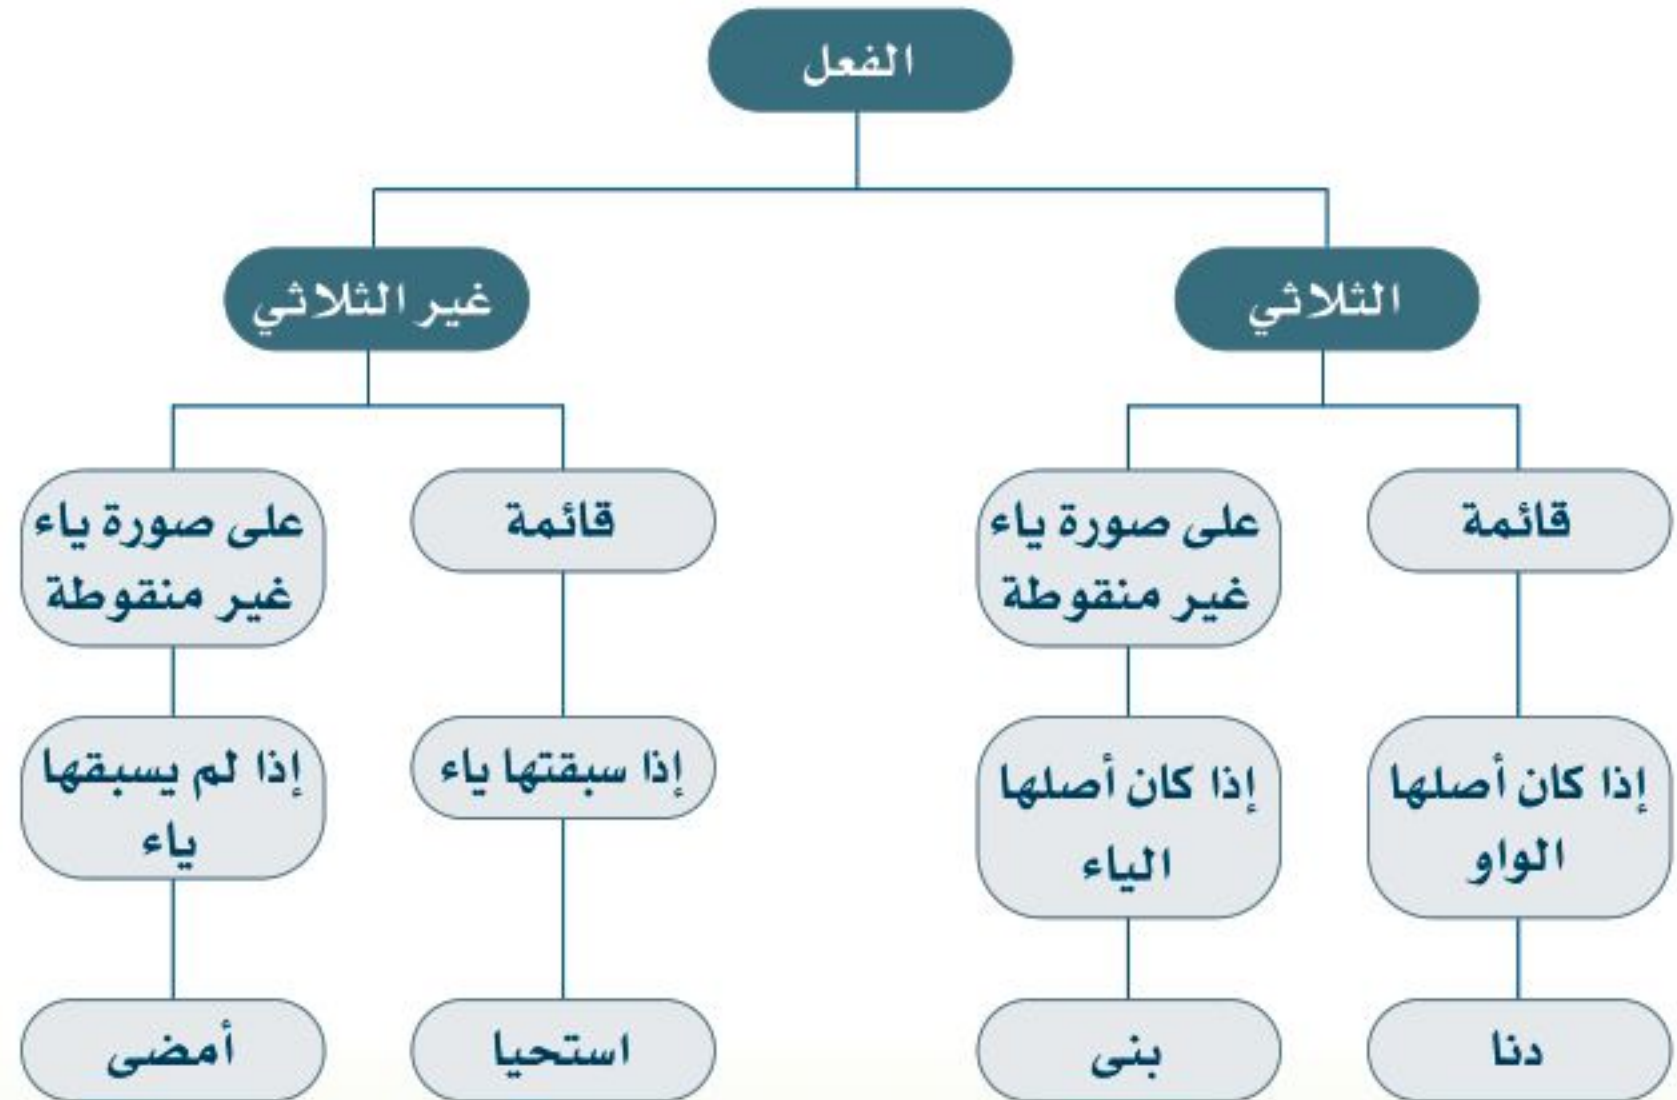 الفعل
الثلاثي
غير الثلاثي
قائمة
على صورة ياء
غير منقوطة
قائمة
على صورة ياء
غير منقوطة
إذا كان أصلها
الواو
إذا كان أصلها
الياء
إذا سبقتها ياء
إذا لم يسبقها
ياء
دنا
بنى
استحيا
أمضى